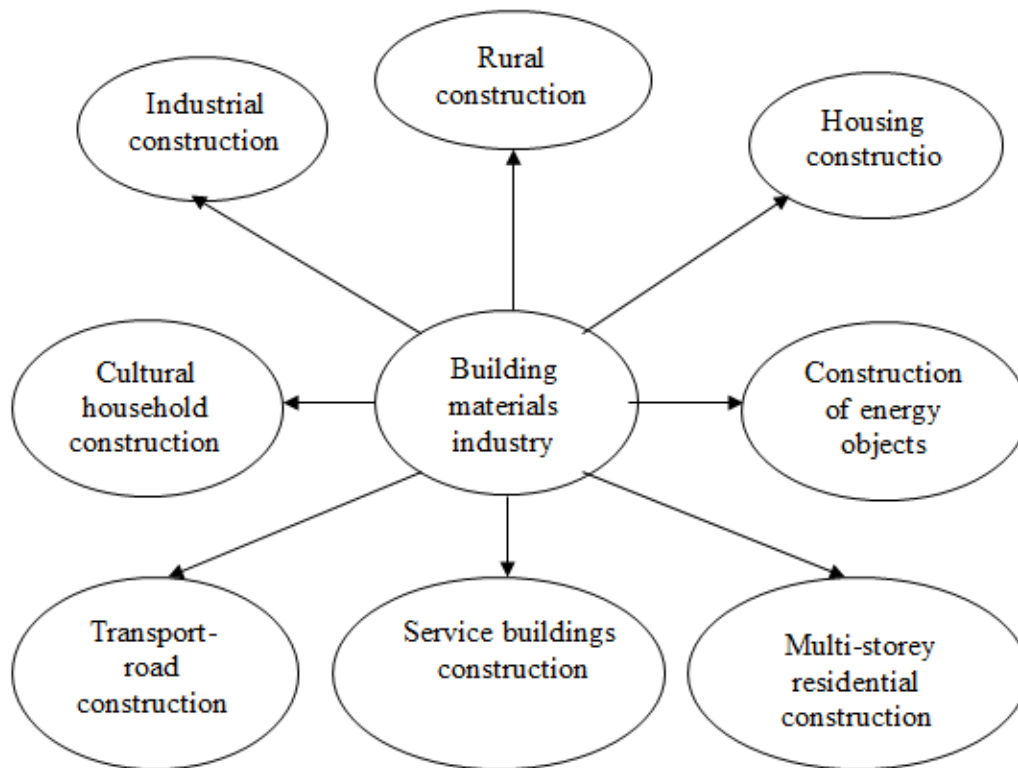 Industrial
construction
Rural
construction
Housing
constructio
Cultural
household
construction
Building
materials
industry
Construction
of energy
objects
Transport-
road
construction
Service buildings
construction
Multi-storey
residential
construction